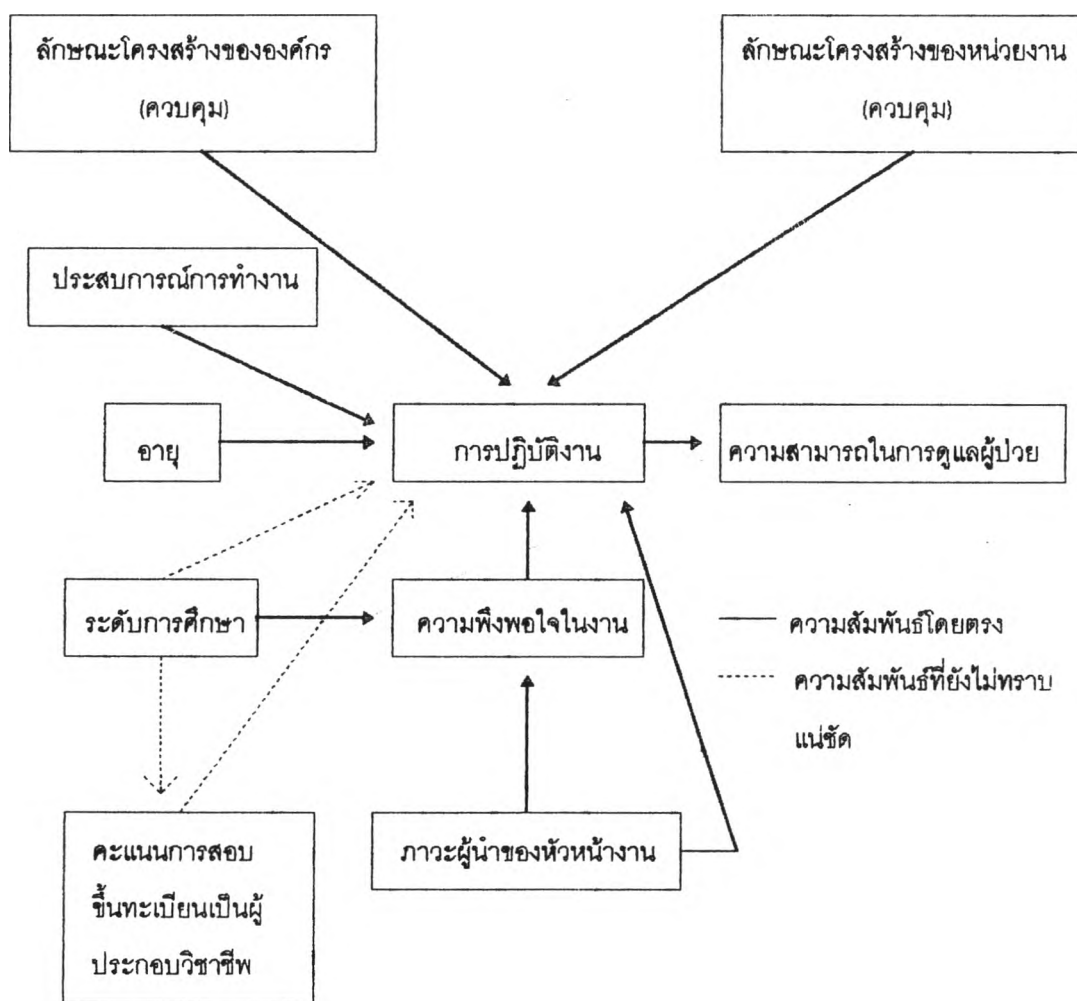 ลักษณะโครงสร้างขององค์กร
(ควบคุม)
ลักษณะโครงสร้างของหน่วยงาน
(ควบคุม)
ประสบการณ์การทำงาน
อายุ
การปฏิบัติงาน
ความสามารถในการดูแลผู้ป่วย
ระดับการศึกษา
ความพึงพอใจในงาน
ความสัมพันธ์โดยตรง
ความสัมพันธ์ที่ยังไม่ทราบ
แน่ชัด
คะแนนการสอบ
ขึ้นทะเบียนเป็นผู้
ประกอบวิชาชีพ
ภาวะผู้นำของหัวหน้างาน